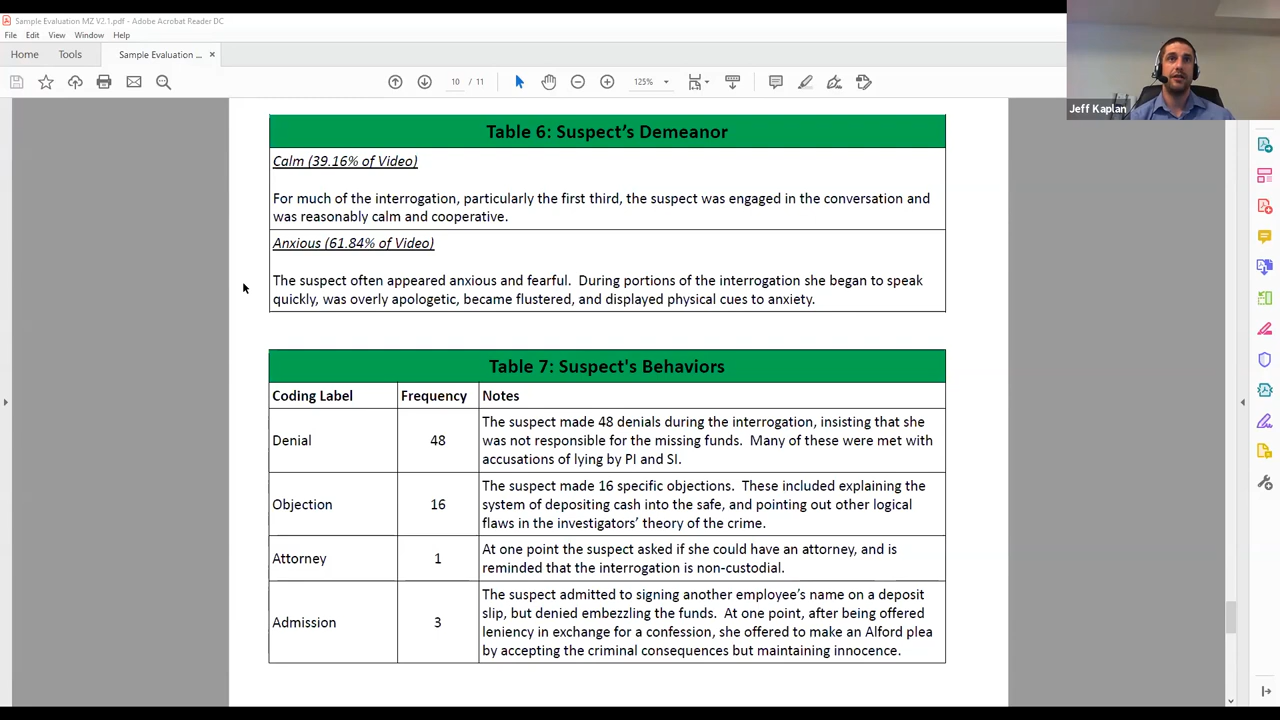 Sample Evaluation MZ V2.1.pdf - Adobe Acrobat Reader DC
File Edit View Window Help
Home Tools Sample Evaluation ... ×
10 / 11 125%
Jeff Kaplan
Table 6: Suspect's Demeanor
Calm (39.16% of Video)
For much of the interrogation, particularly the first third, the suspect was engaged in the conversation and
was reasonably calm and cooperative.
Anxious (61.84% of Video)
The suspect often appeared anxious and fearful. During portions of the interrogation she began to speak
quickly, was overly apologetic, became flustered, and displayed physical cues to anxiety.
Table 7: Suspect's Behaviors
Coding Label Frequency Notes
Denial 48 The suspect made 48 denials during the interrogation, insisting that she
was not responsible for the missing funds. Many of these were met with
accusations of lying by PI and SI.
Objection 16 The suspect made 16 specific objections. These included explaining the
system of depositing cash into the safe, and pointing out other logical
flaws in the investigators' theory of the crime.
Attorney 1 At one point the suspect asked if she could have an attorney, and is
reminded that the interrogation is non-custodial.
Admission 3 The suspect admitted to signing another employee's name on a deposit
slip, but denied embezzling the funds. At one point, after being offered
leniency in exchange for a confession, she offered to make an Alford plea
by accepting the criminal consequences but maintaining innocence.